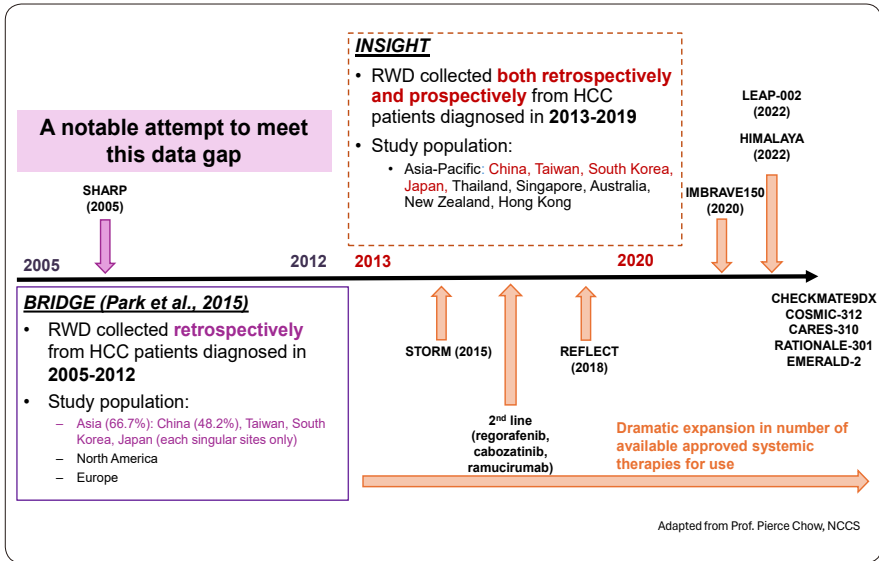 INSIGHT
• RWD collected both retrospectively
and prospectively from HCC
patients diagnosed in 2013-2019
• Study population:
• Asia-Pacific: China, Taiwan, South Korea,
Japan, Thailand, Singapore, Australia,
New Zealand, Hong Kong
A notable attempt to meet
this data gap
SHARP
(2005)
LEAP-002
(2022)
HIMALAYA
(2022)
IMBRAVE150
(2020)
2005
2012
2013
2020
BRIDGE (Park et al., 2015)
• RWD collected retrospectively
from HCC patients diagnosed in
2005-2012
• Study population:
– Asia (66.7%): China (48.2%), Taiwan, South
Korea, Japan (each singular sites only)
– North America
– Europe
STORM (2015)
2nd line
(regorafenib,
cabozatinib,
ramucirumab)
REFLECT
(2018)
CHECKMATE9DX
COSMIC-312
CARES-310
RATIONALE-301
EMERALD-2
Dramatic expansion in number of
available approved systemic
therapies for use
Adapted from Prof. Pierce Chow, NCCS